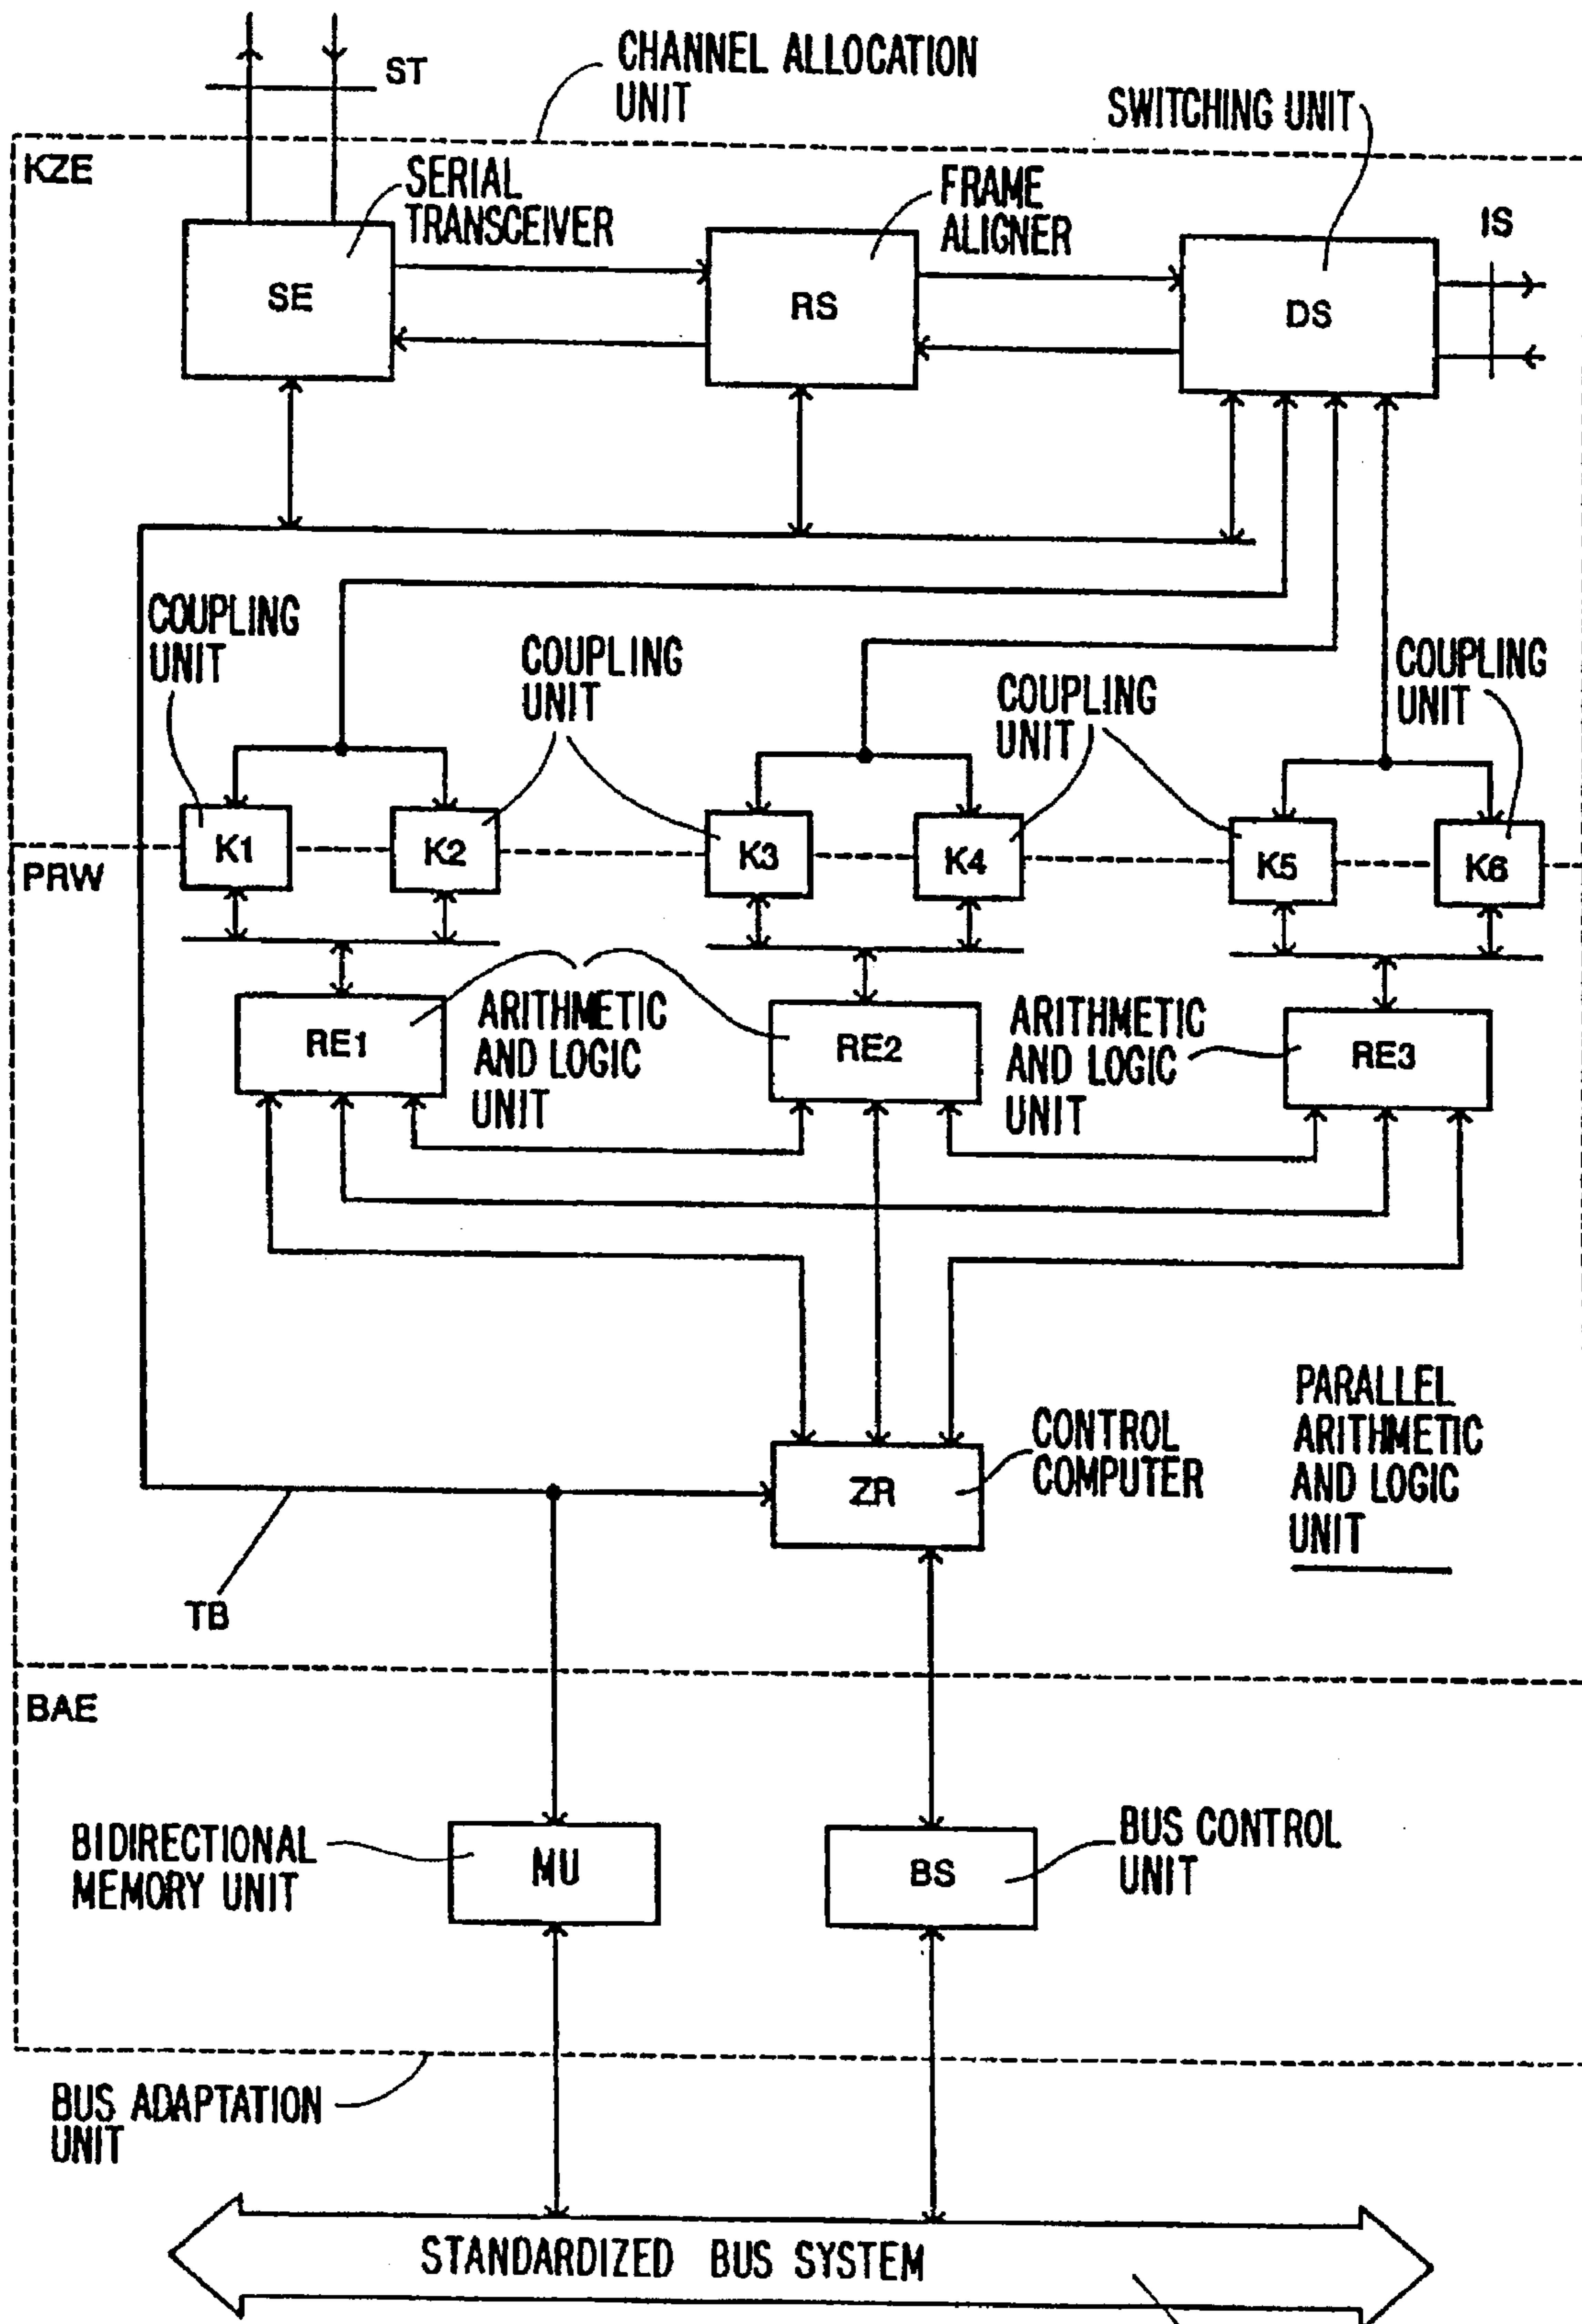 ST
CHANNEL ALLOCATION
UNIT
SWITCHING UNIT
KZE
SERIAL
TRANSCEIVER
FRAME
ALIGNER
IS
SE
RS
DS
COUPLING
UNIT
COUPLING
UNIT
COUPLING
UNIT
COUPLING
UNIT
K1
K2
K3
K4
K5
K6
PRW
RE1
ARITHMETIC
AND LOGIC
UNIT
RE2
ARITHMETIC
AND LOGIC
UNIT
RE3
PARALLEL
ARITHMETIC
AND LOGIC
UNIT
CONTROL
COMPUTER
ZR
TB
BAE
BIDIRECTIONAL
MEMORY UNIT
MU
BS
BUS CONTROL
UNIT
BUS ADAPTATION
UNIT
STANDARDIZED BUS SYSTEM